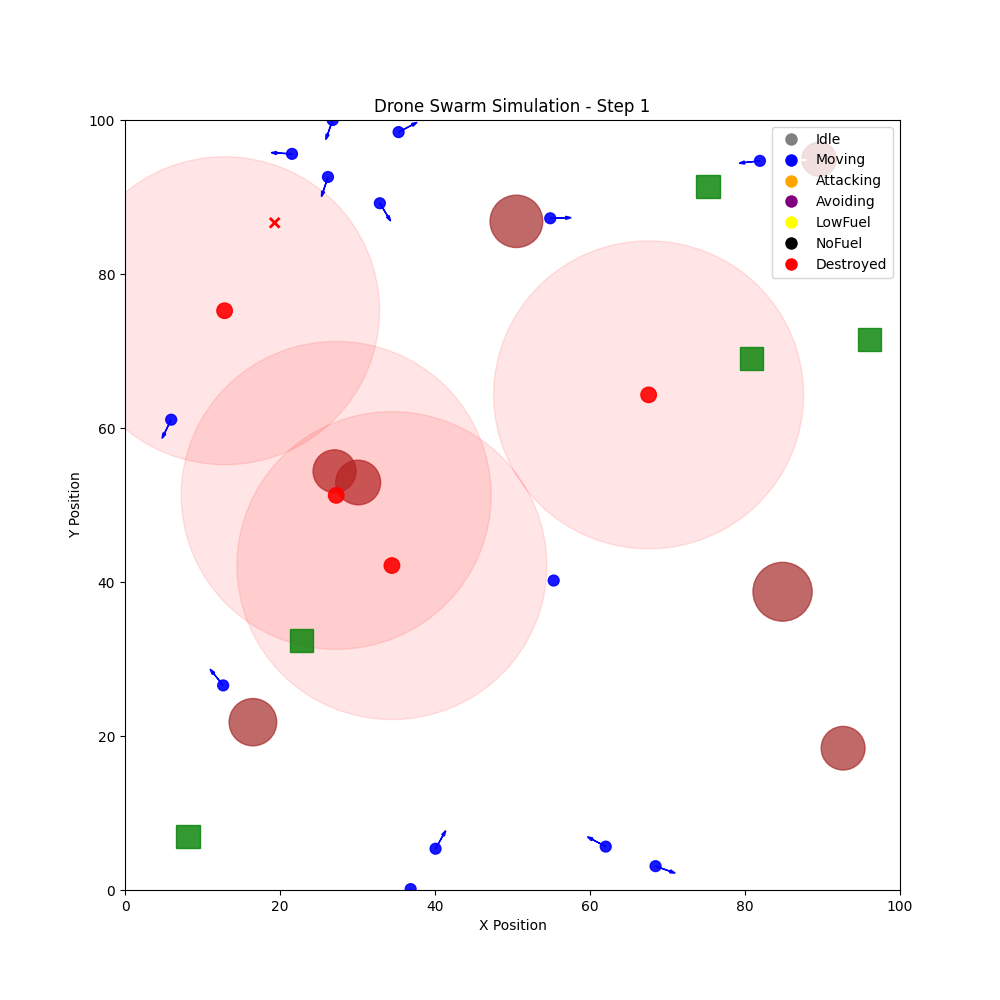 Drone Swarm Simulation - Step 1
Idle
Moving
Attacking
Avoiding
LowFuel
NoFuel
Destroyed
100
80
60
40
20
0
Y Position
0 20 40 60 80 100
X Position